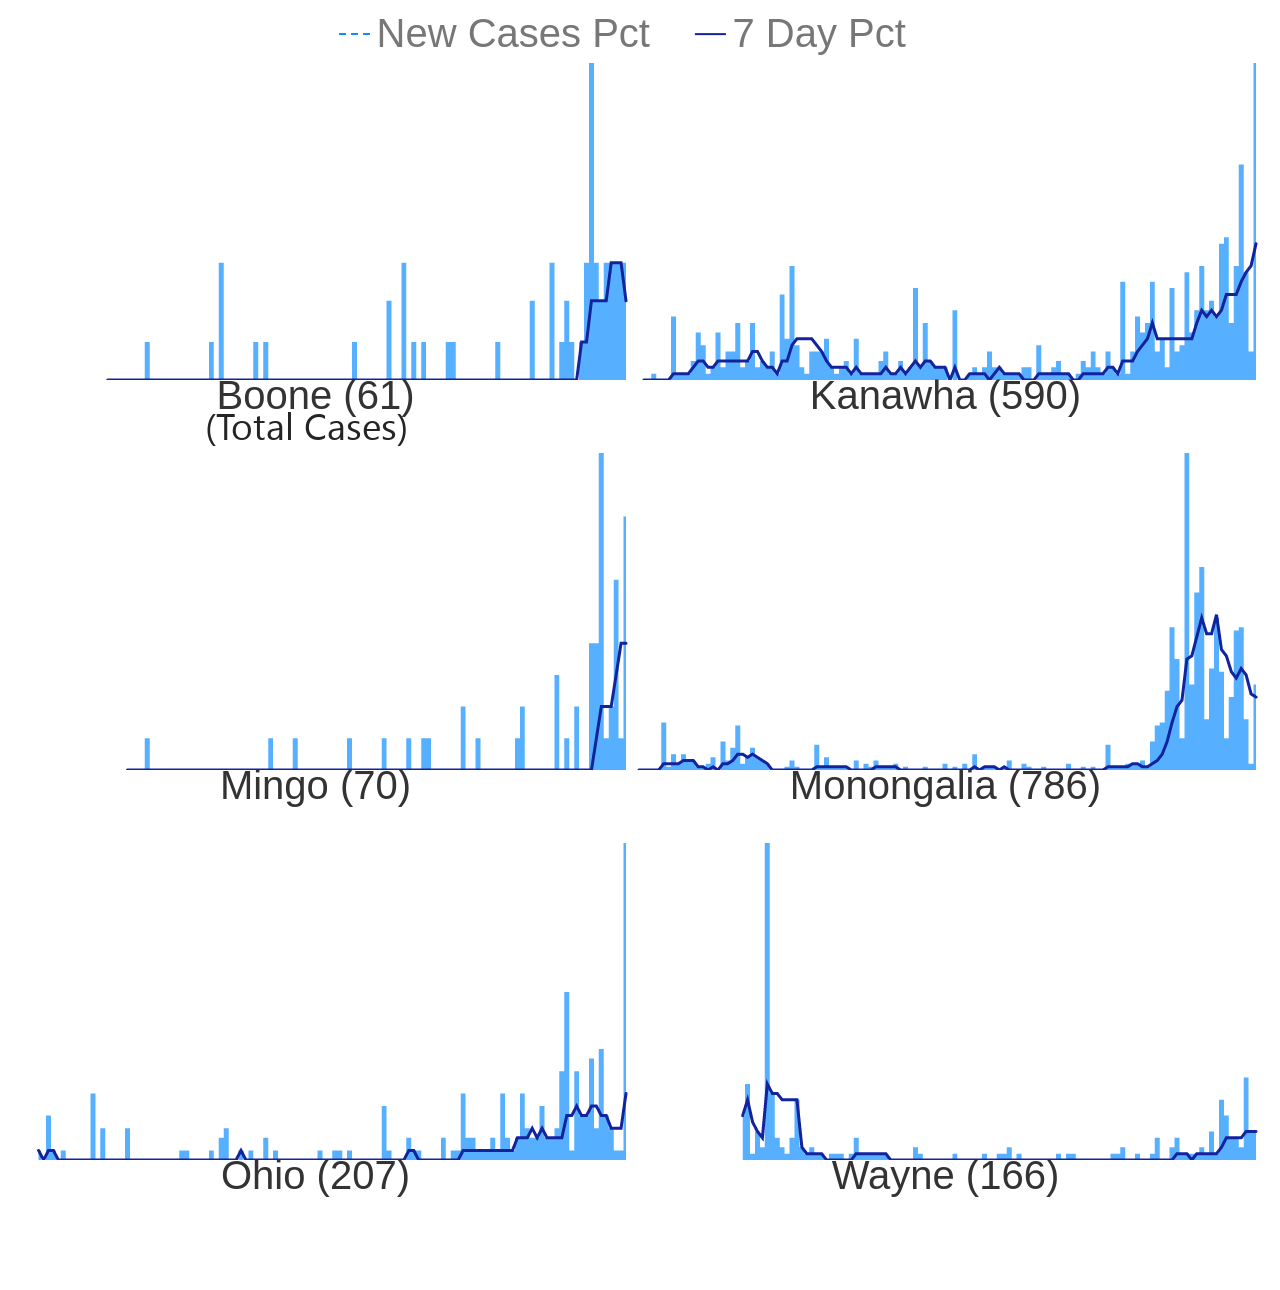 New Cases Pct 7 Day Pct
Boone (61)
(Total Cases)
Kanawha (590)
Mingo (70)
Monongalia (786)
Ohio (207)
Wayne (166)